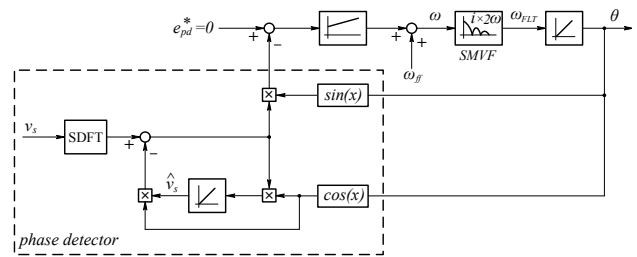 e*pd=0
+
−
+
+
ωff
ω
i×2ω
SMVF
ωFLT
θ
×
sin(x)
vs
SDFT
+
−
×
v̂s
×
cos(x)
phase detector